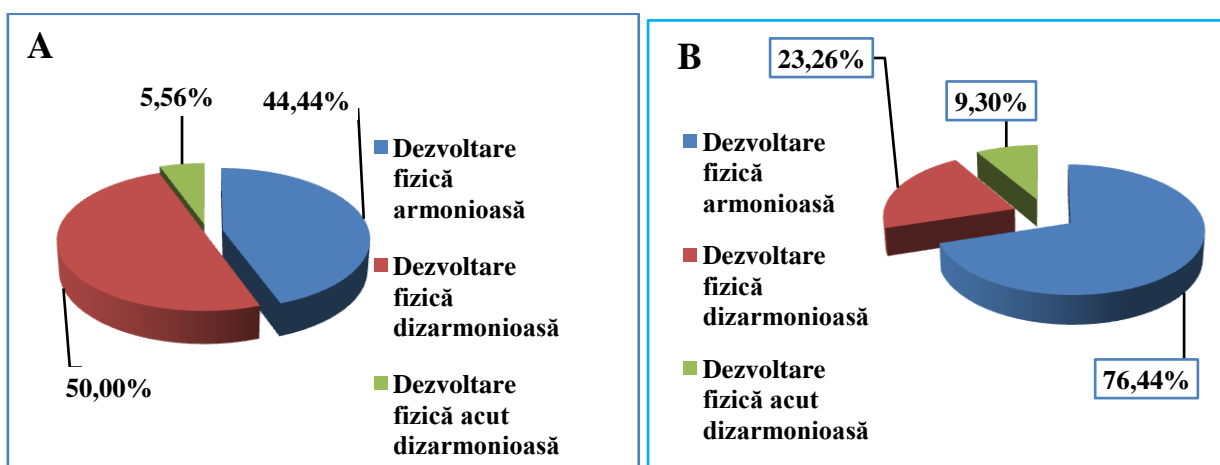 A
5,56%
44,44%
Dezvoltare
fizică
armonioasă
Dezvoltare
fizică
dizarmonioasă
Dezvoltare
fizică acut
dizarmonioasă
50,00%
B
23,26%
9,30%
Dezvoltare
fizică
armonioasă
Dezvoltare
fizică
dizarmonioasă
Dezvoltare
fizică acut
dizarmonioasă
76,44%